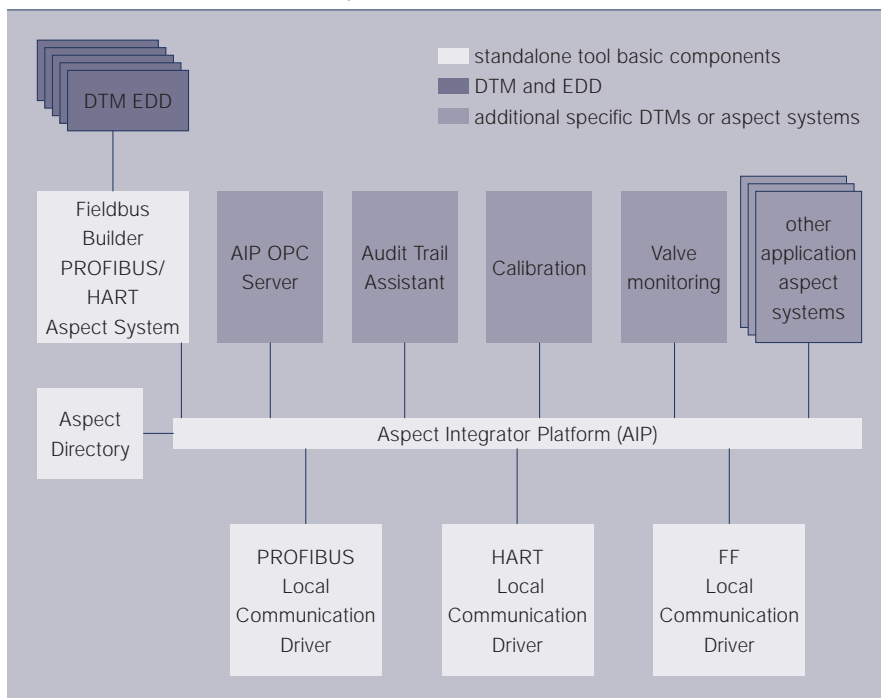 standalone tool basic components
DTM and EDD
additional specific DTMs or aspect systems
DTM EDD
Fieldbus
Builder
PROFIBUS/
HART
Aspect System
AIP OPC
Server
Audit Trail
Assistant
Calibration
Valve
monitoring
other
application
aspect
systems
Aspect
Directory
Aspect Integrator Platform (AIP)
PROFIBUS
Local
Communication
Driver
HART
Local
Communication
Driver
FF
Local
Communication
Driver